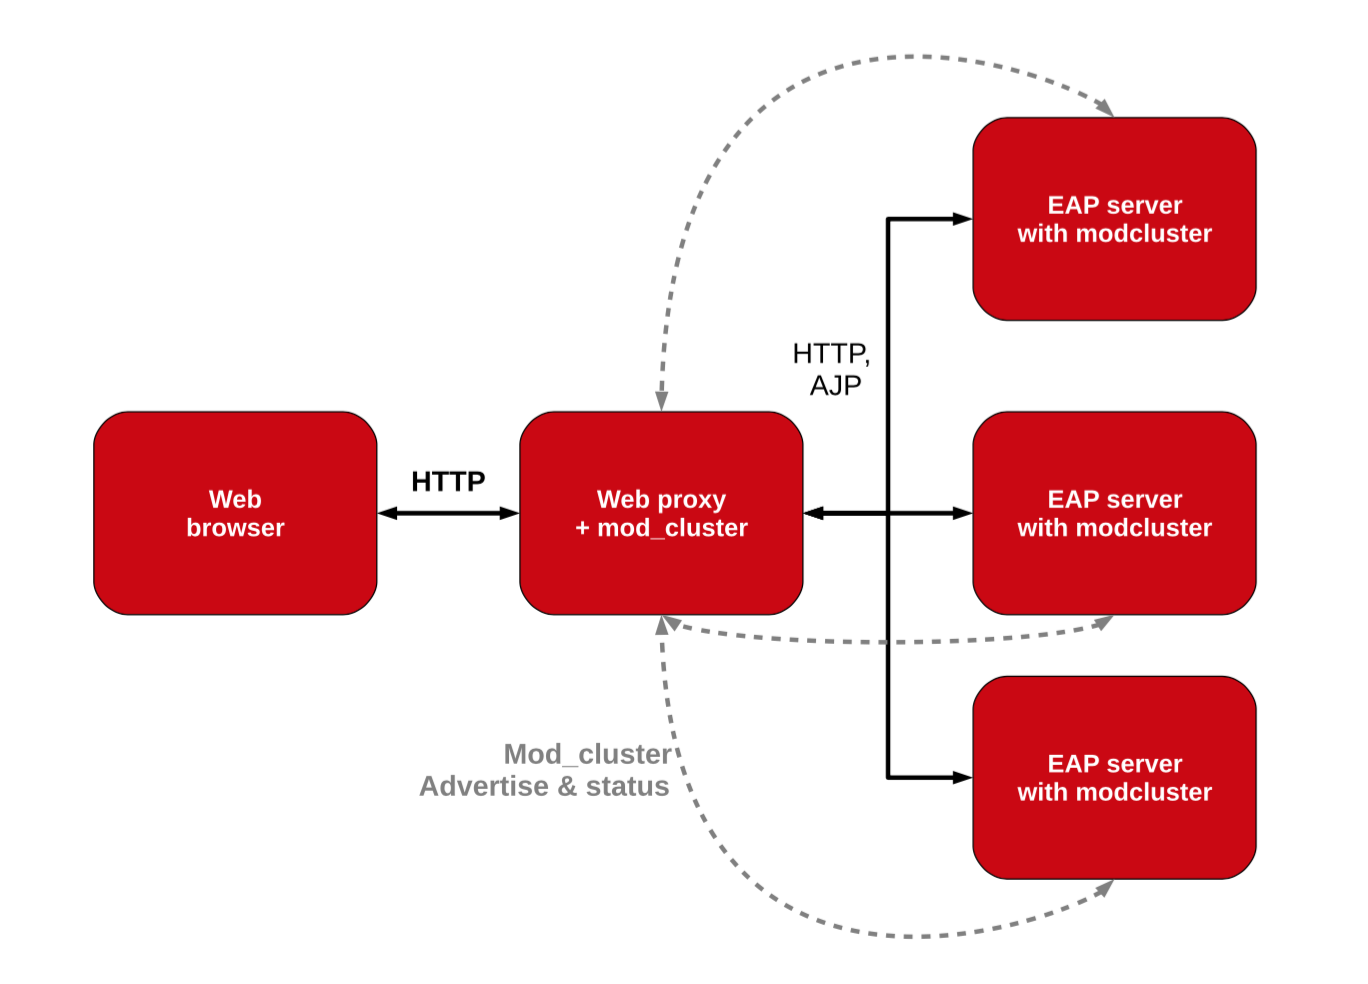 EAP server
with modcluster
HTTP,
AJP
Web
browser
HTTP
Web proxy
+ mod_cluster
EAP server
with modcluster
Mod_cluster
Advertise & status
EAP server
with modcluster